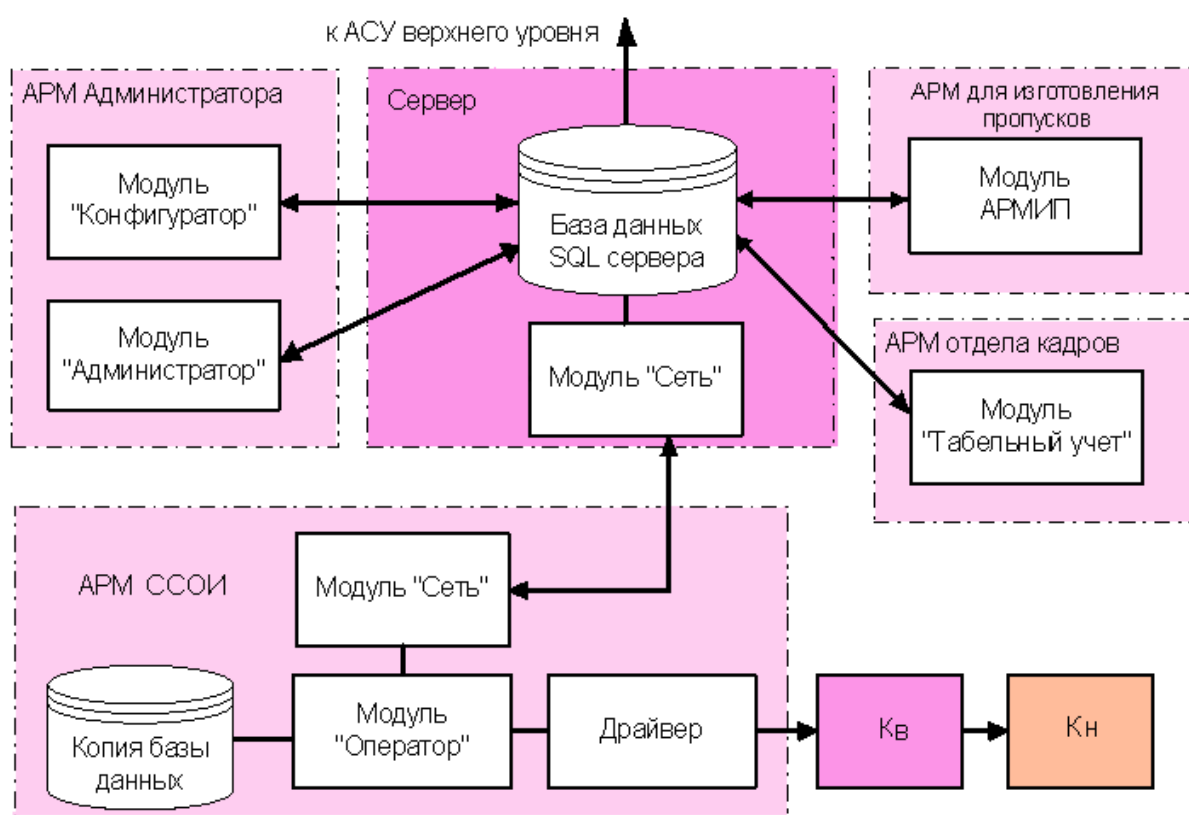 к АСУ верхнего уровня
АРМ Администратора
Модуль
"Конфигуратор"
Модуль
"Администратор"
Сервер
База данных
SQL сервера
Модуль "Сеть"
АРМ для изготовления
пропусков
Модуль
АРМИП
АРМ отдела кадров
Модуль
"Табельный учет"
АРМ ССОИ
Модуль "Сеть"
Копия базы
данных
Модуль
"Оператор"
Драйвер
Кв
Кн